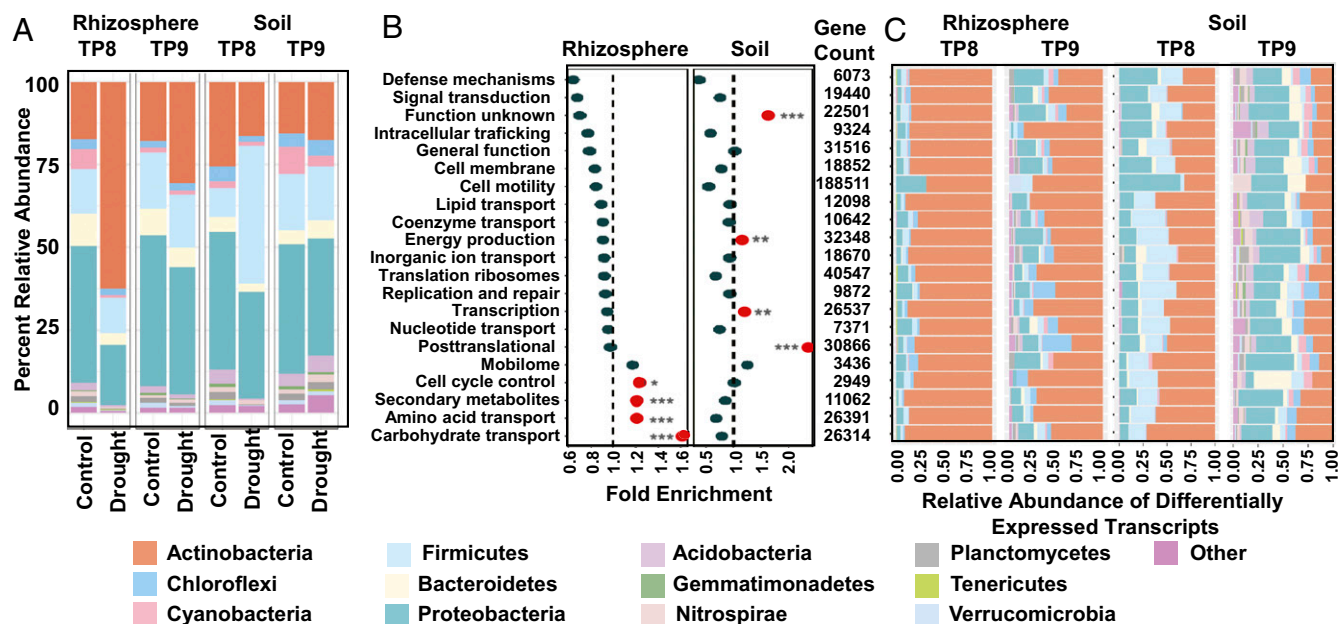 A
Rhizosphere Soil
TP8 TP9 TP8 TP9
Percent Relative Abundance
100
75
50
25
0
Control Drought Control Drought Control Drought Control Drought
B
Rhizosphere Soil
Gene Count
Defense mechanisms 6073
Signal transduction 19440
Function unknown *** 22501
Intracellular traficking 9324
General function 31516
Cell membrane 18852
Cell motility 188511
Lipid transport 12098
Coenzyme transport 10642
Energy production ** 32348
Inorganic ion transport 18670
Translation ribosomes 40547
Replication and repair 9872
Transcription ** 26537
Nucleotide transport 7371
Posttranslational *** 30866
Mobilome 3436
Cell cycle control * 2949
Secondary metabolites *** 11062
Amino acid transport *** 26391
Carbohydrate transport *** 26314
0.6 0.8 1.0 1.2 1.4 1.6 0.5 1.0 1.5 2.0
Fold Enrichment
C
Rhizosphere Soil
TP8 TP9 TP8 TP9
0.00 0.25 0.50 0.75 1.00 0.00 0.25 0.50 0.75 1.00 0.00 0.25 0.50 0.75 1.00 0.00 0.25 0.50 0.75 1.00
Relative Abundance of Differentially
Expressed Transcripts
Actinobacteria Firmicutes Acidobacteria Planctomycetes Other
Chloroflexi Bacteroidetes Gemmatimonadetes Tenericutes
Cyanobacteria Proteobacteria Nitrospirae Verrucomicrobia